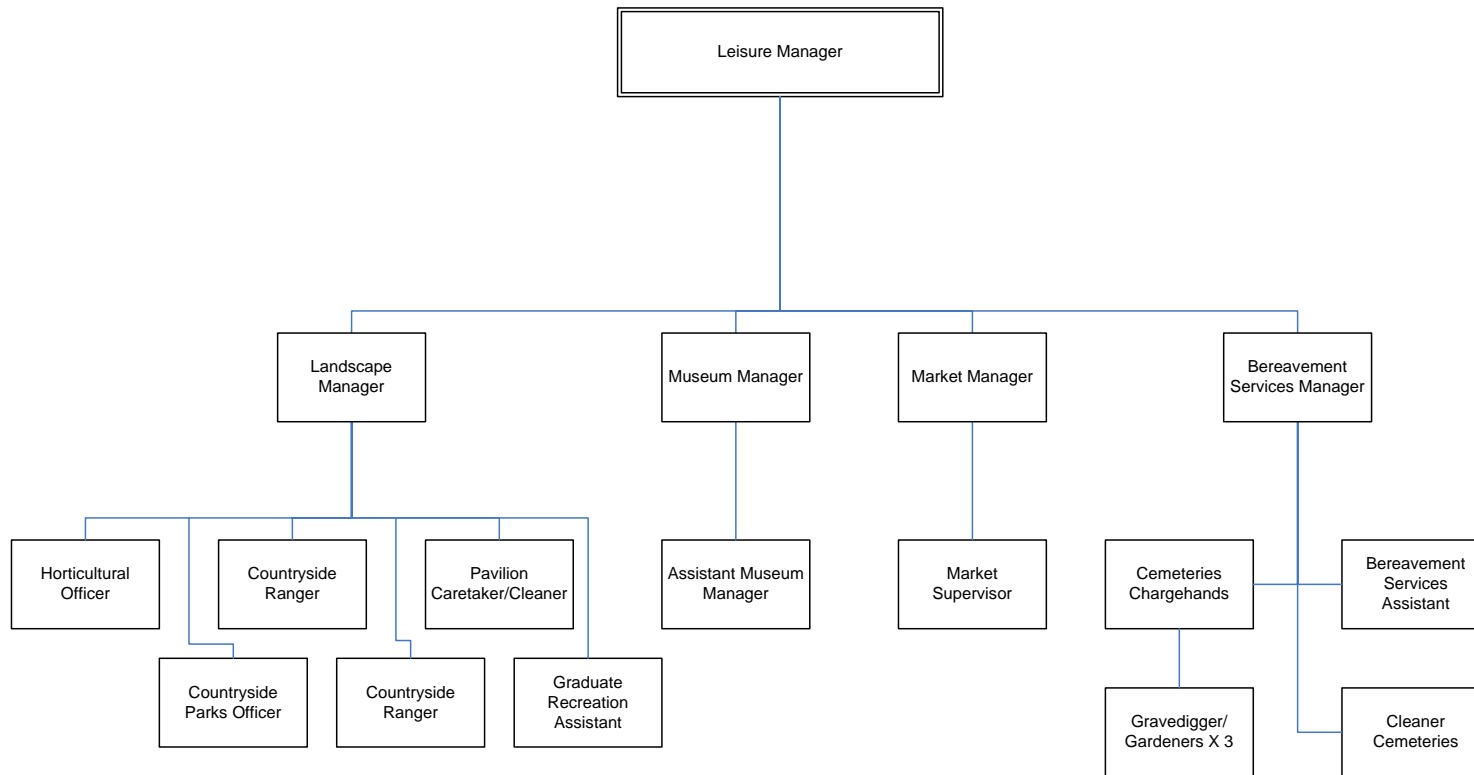 Leisure Manager
Landscape
Manager
Museum Manager
Market Manager
Bereavement
Services Manager
Horticultural
Officer
Countryside
Ranger
Pavilion
Caretaker/Cleaner
Assistant Museum
Manager
Market
Supervisor
Cemeteries
Chargehands
Bereavement
Services
Assistant
Countryside
Parks Officer
Countryside
Ranger
Graduate
Recreation
Assistant
Gravedigger/
Gardeners X 3
Cleaner
Cemeteries